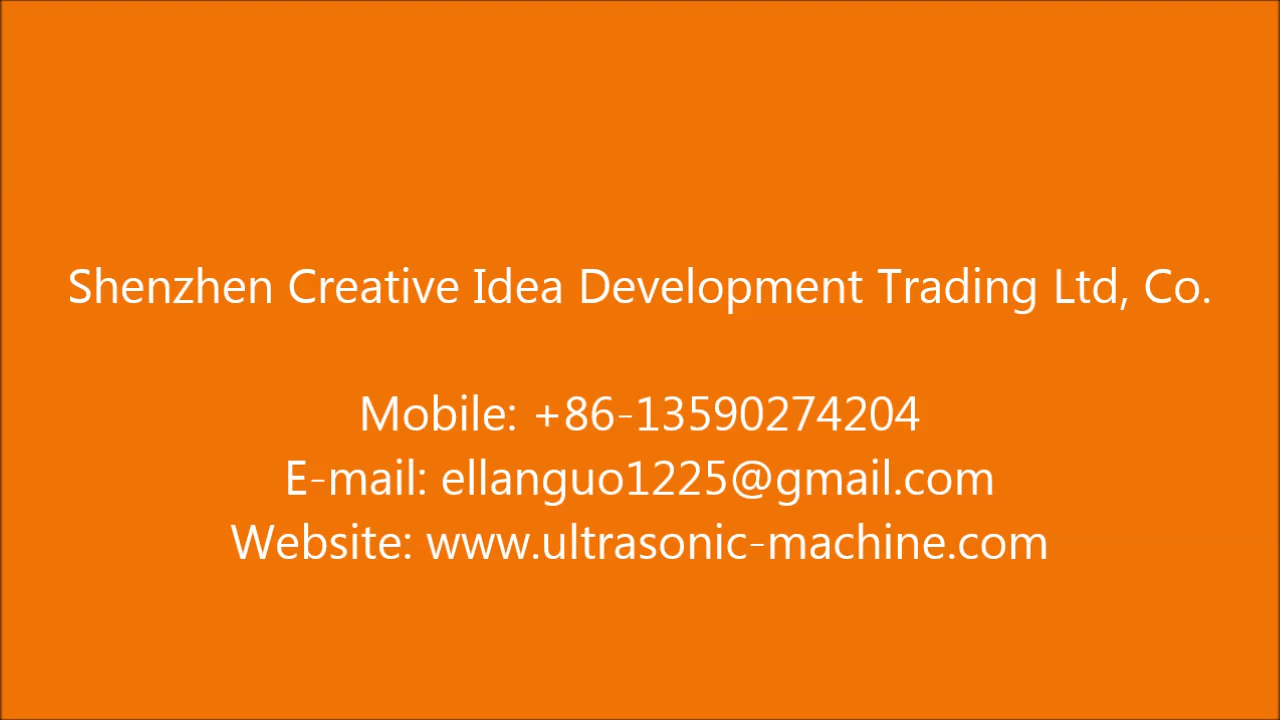 Shenzhen Creative Idea Development Trading Ltd, Co.
Mobile: +86-13590274204
E-mail: ellanguo1225@gmail.com
Website: www.ultrasonic-machine.com